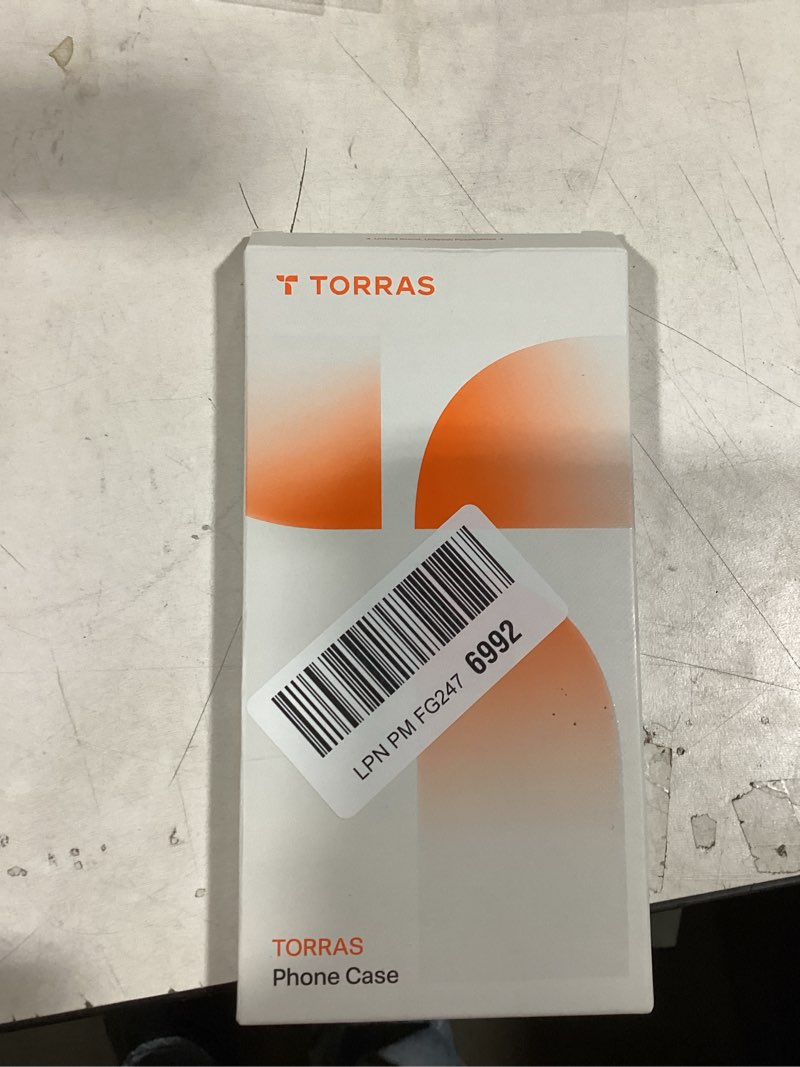 TORRAS
LPN PM FG247 6992
TORRAS
Phone Case